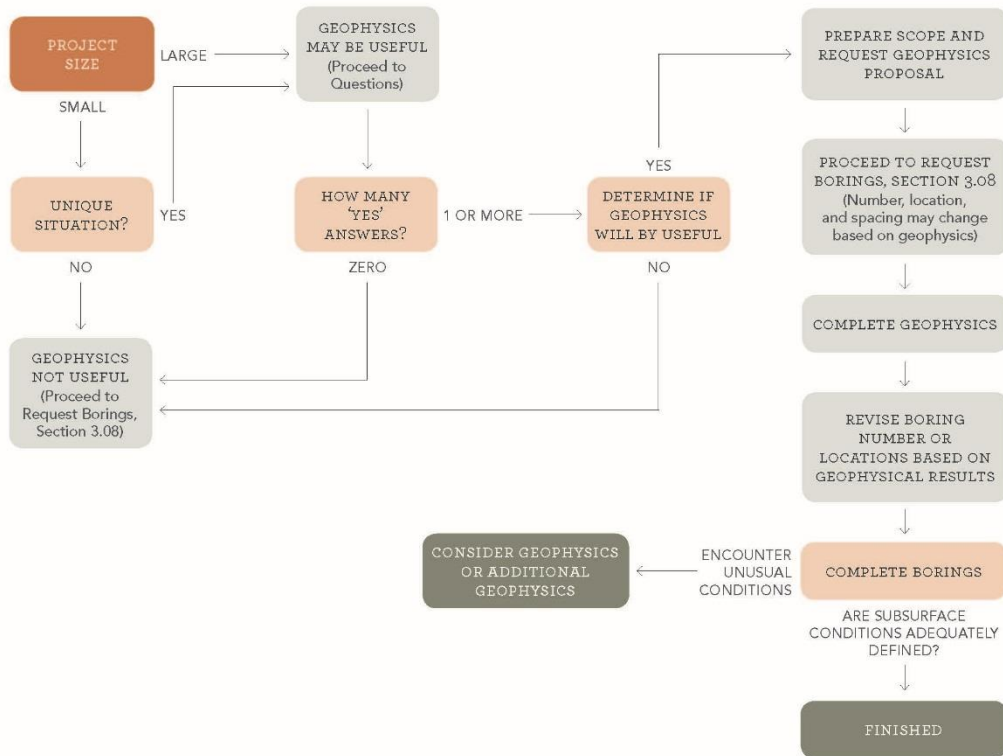 PROJECT
SIZE
LARGE
SMALL
GEOPHYSICS
MAY BE USEFUL
(Proceed to
Questions)
UNIQUE
SITUATION?
YES
NO
HOW MANY
'YES'
ANSWERS?
1 OR MORE
ZERO
DETERMINE IF
GEOPHYSICS
WILL BY USEFUL
YES
NO
GEOPHYSICS
NOT USEFUL
(Proceed to
Request Borings,
Section 3.08)
PREPARE SCOPE AND
REQUEST GEOPHYSICS
PROPOSAL
PROCEED TO REQUEST
BORINGS, SECTION 3.08
(Number, location,
and spacing may change
based on geophysics)
COMPLETE GEOPHYSICS
REVISE BORING
NUMBER OR
LOCATIONS BASED ON
GEOPHYSICAL RESULTS
COMPLETE BORINGS
ENCOUNTER
UNUSUAL
CONDITIONS
CONSIDER GEOPHYSICS
OR ADDITIONAL
GEOPHYSICS
ARE SUBSURFACE
CONDITIONS ADEQUATELY
DEFINED?
FINISHED